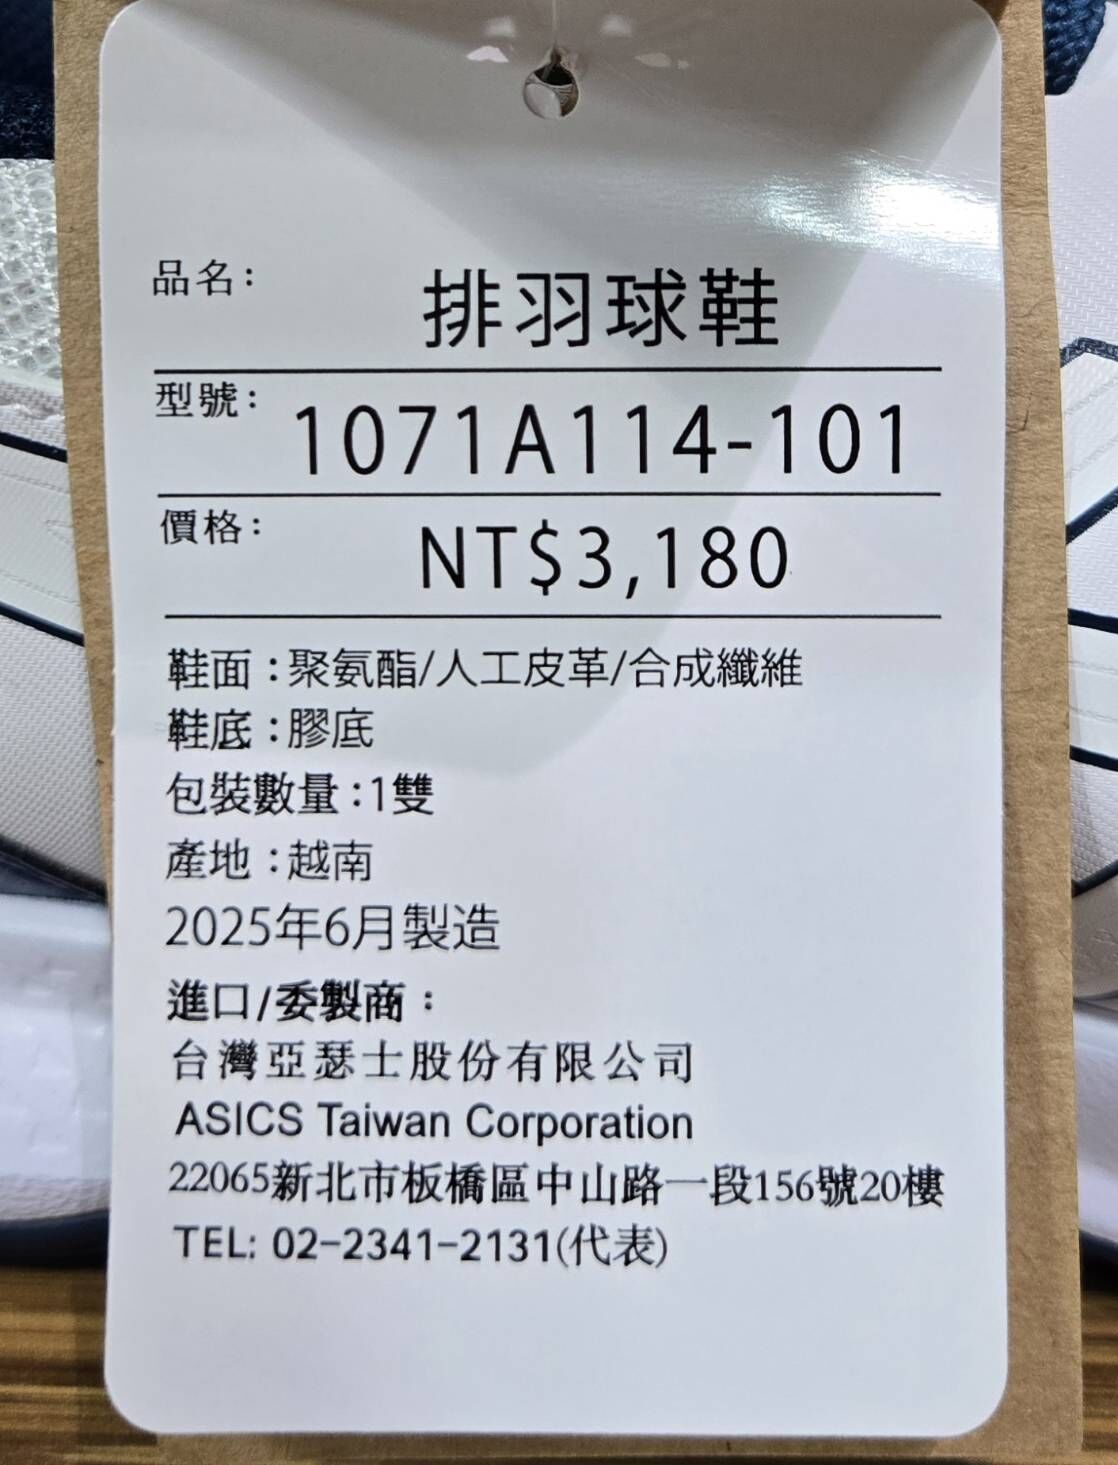 品名：
排羽球鞋
型號：
1071A114-101
價格：
NT$3,180
鞋面：聚氨酯/人工皮革/合成纖維
鞋底：膠底
包裝數量：1雙
產地：越南
2025年6月製造
進口/委製商：
台灣亞瑟士股份有限公司
ASICS Taiwan Corporation
22065新北市板橋區中山路一段156號20樓
TEL: 02-2341-2131(代表)